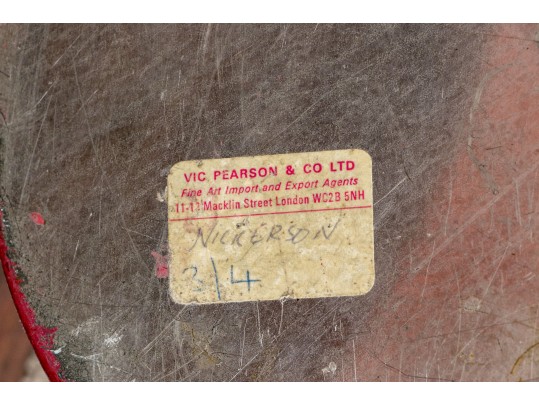 VIC PEARSON & CO LTD
Fine Art Import and Export Agents
11-13 Macklin Street London WC2B 5NH
NICKERSON
3/4